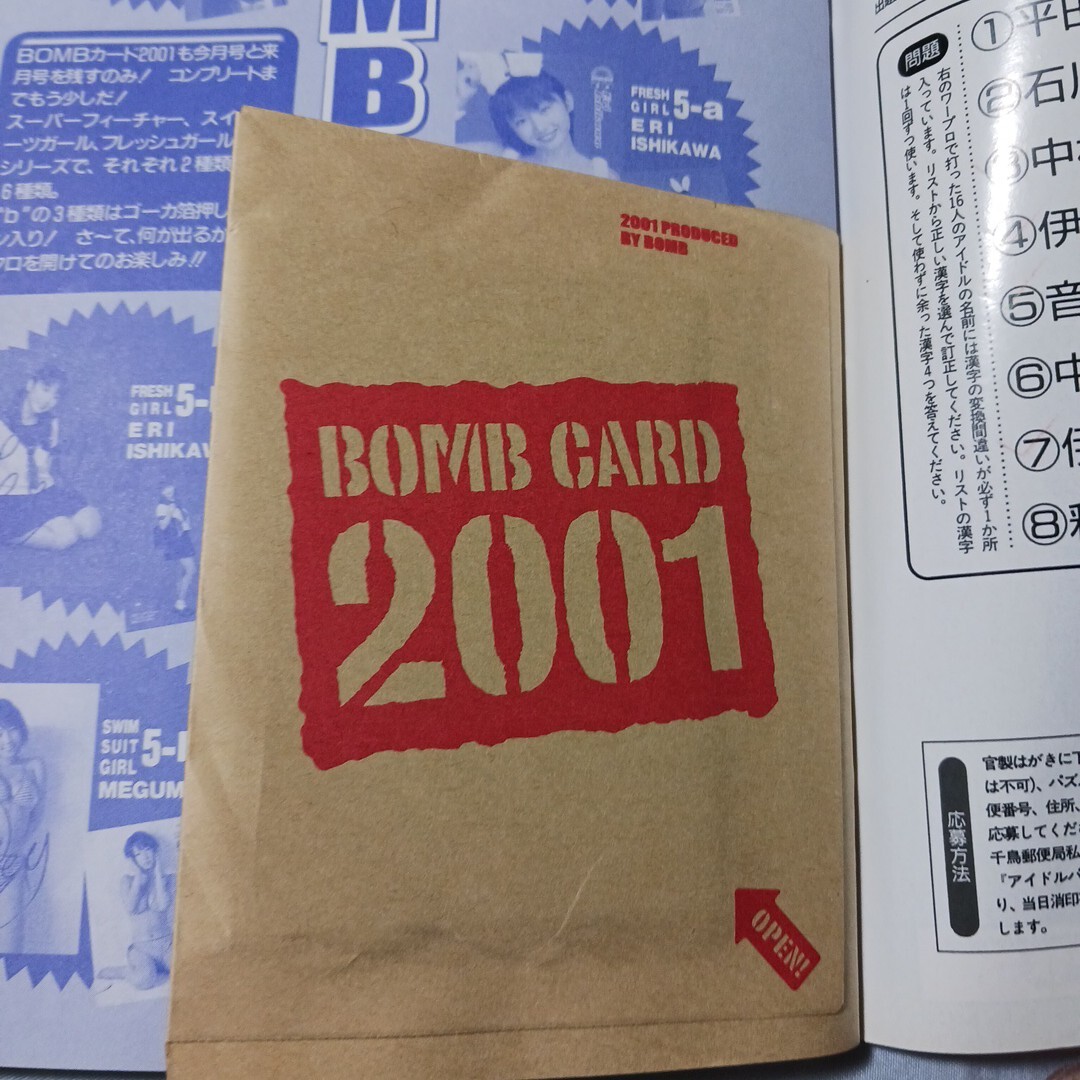 MB
BOMBカード2001も今月号と来
月号を残すのみ! コンプリートま
でもう少しだ!
スーパーフィーチャー、スイ
ーツガール、フレッシュガール
シリーズで、それぞれ2種類
6種類。
"b"の3種類はゴーカ箔押し
ン入り! さ〜て、何が出るか
クロを開けてのお楽しみ!!
FRESH
GIRL 5-a
ERI
ISHIKAWA
FRESH
GIRL 5-
ERI
ISHIKAW
SWIM
SUIT 5-
GIRL
MEGUM
2001 PRODUCED
BY BOMB
BOMB CARD
2001
OPEN!
問題
右のワープロで打った16人のアイドルの名前には漢字の変換間違いが必ず1か所
入っています。リストから正しい漢字を選んで訂正してください。リストの漢字
は1回ずつ使います。そして使わずに余った漢字4つを答えてください。
①平田
②石川
③中
④伊
⑤音
⑥中
⑦伊
⑧釈
応募方法
官製はがきに下
は不可)、パズ
便番号、住所、
応募してくださ
千鳥郵便局私
『アイドルパ
り、当日消印
します。